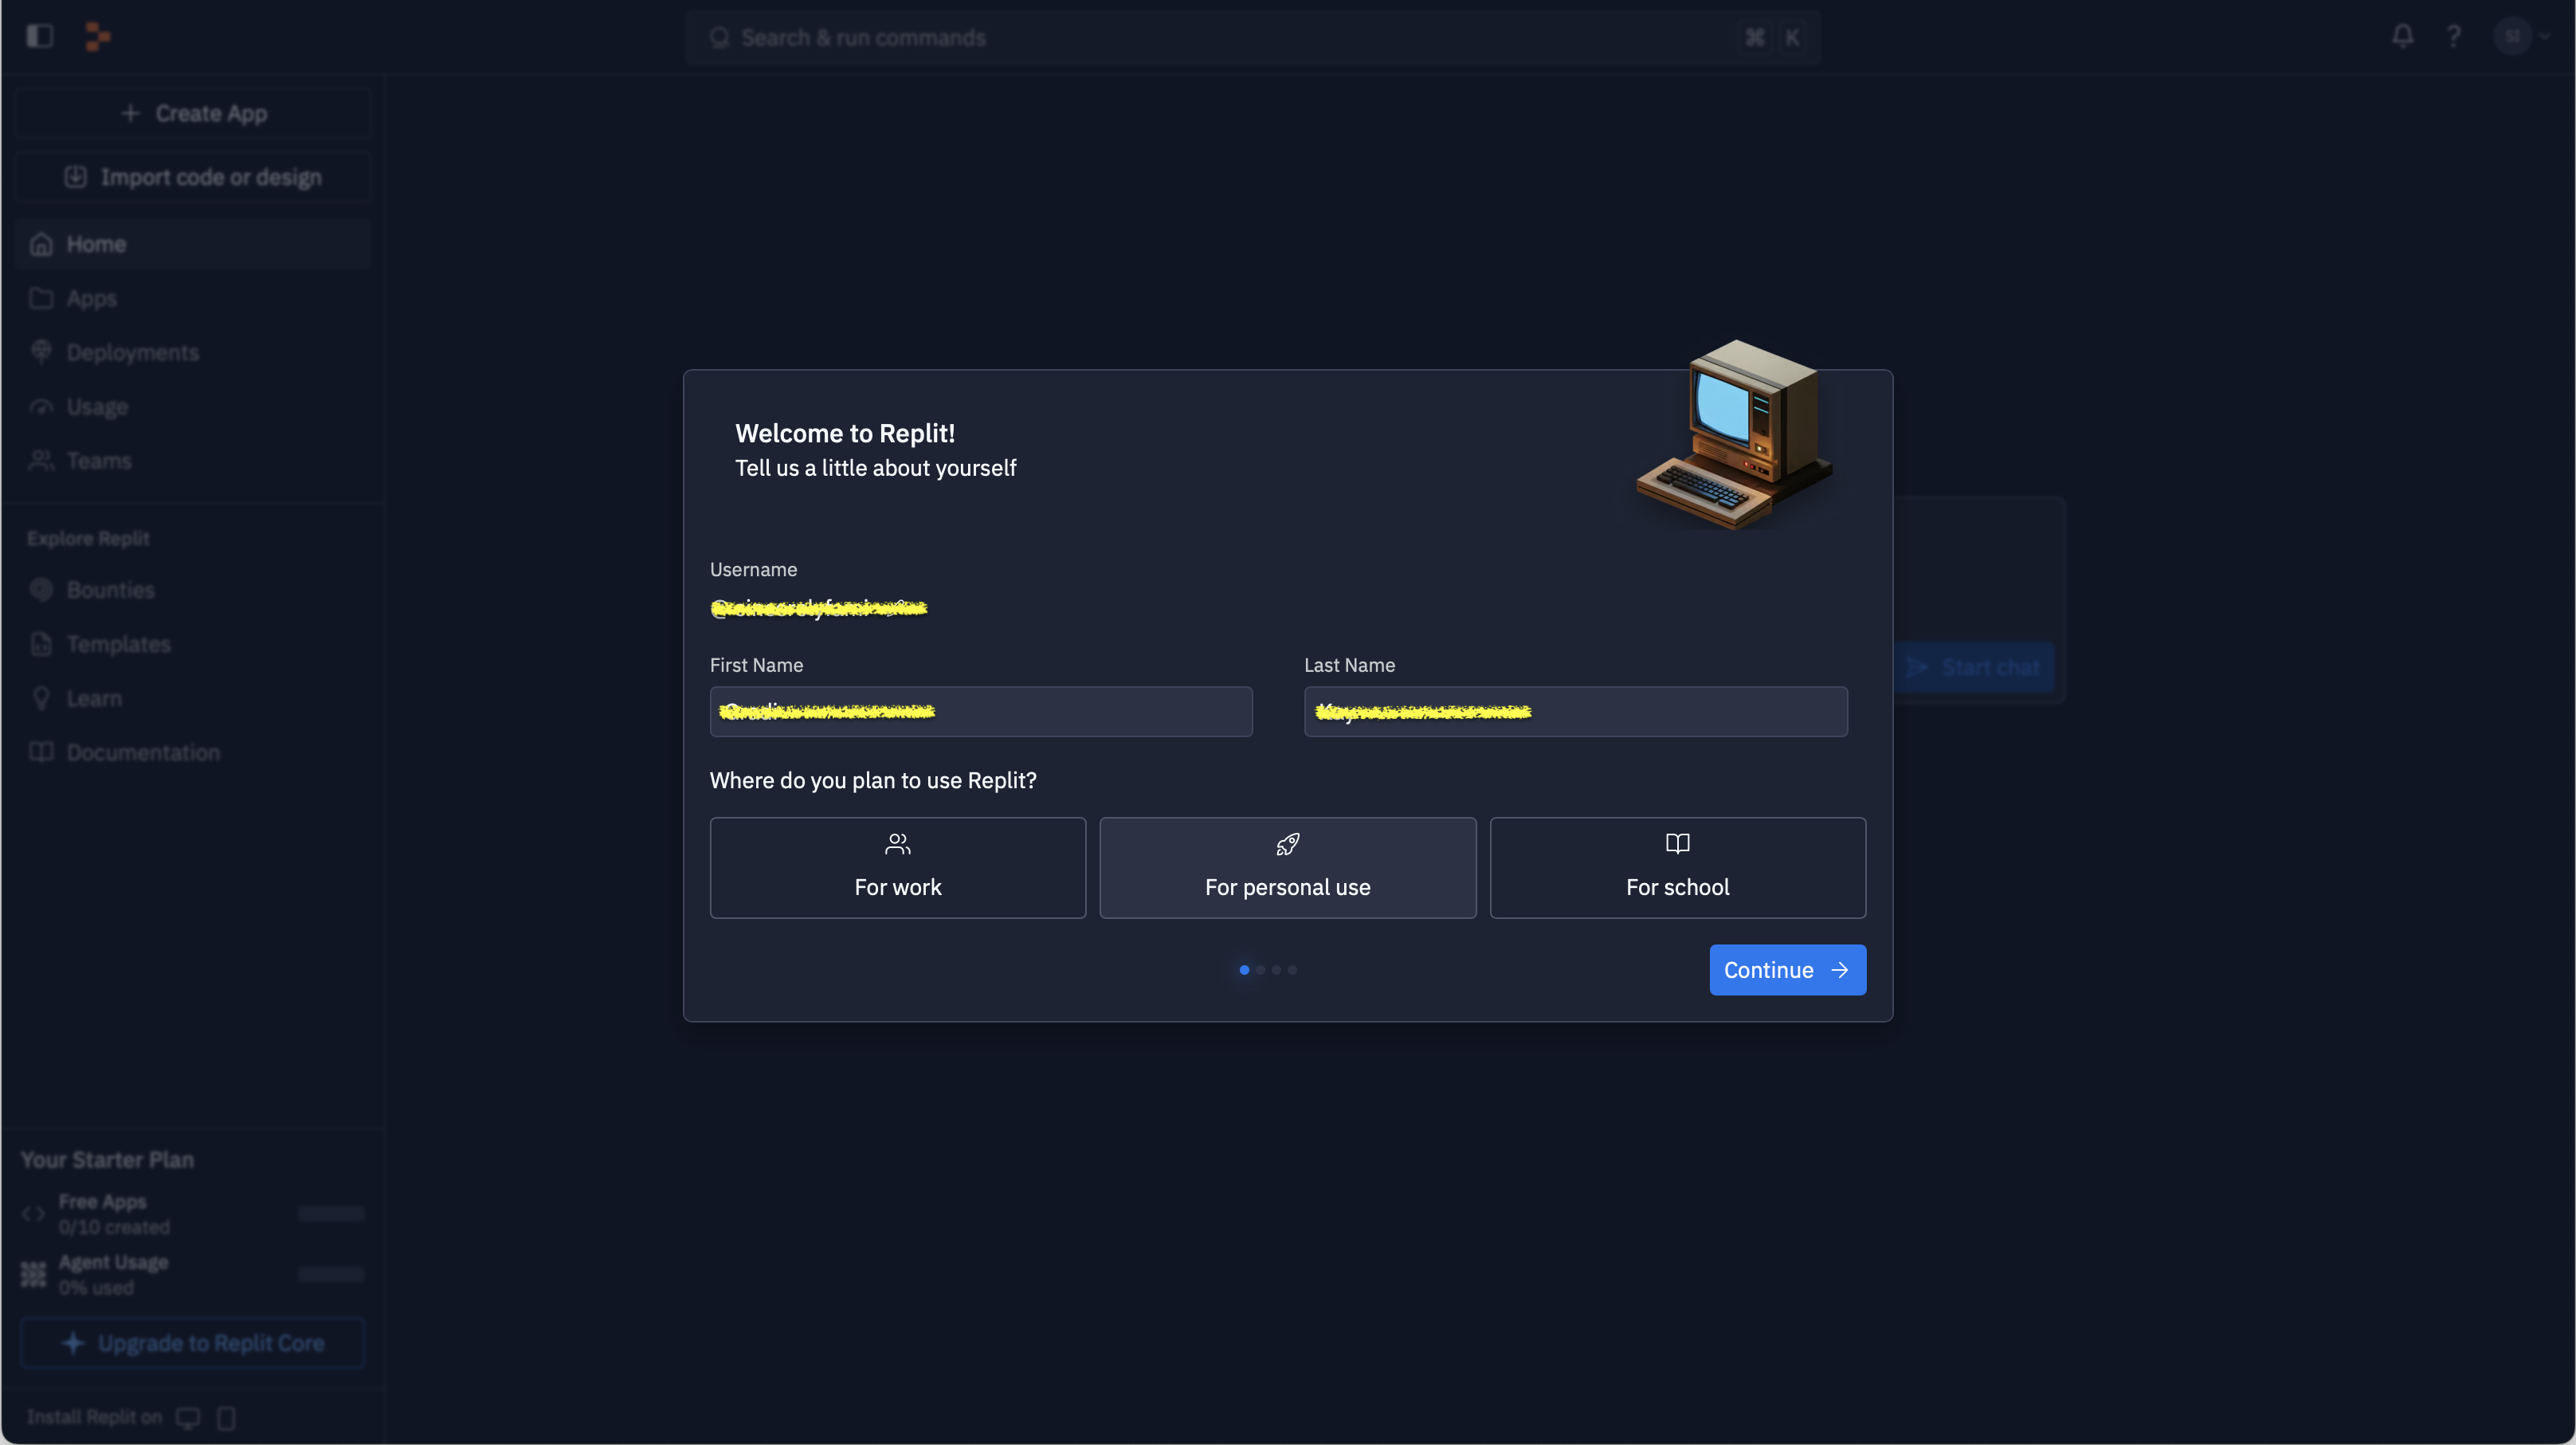 Search & run commands
⌘ K
?
SI
Create App
Import code or design
Home
Apps
Deployments
Usage
Teams
Explore Replit
Bounties
Templates
Learn
Documentation
Your Starter Plan
Free Apps
0/10 created
Agent Usage
0% used
Upgrade to Replit Core
Install Replit on
Welcome to Replit!
Tell us a little about yourself
Username
First Name
Last Name
Where do you plan to use Replit?
For work
For personal use
For school
Continue
Start chat